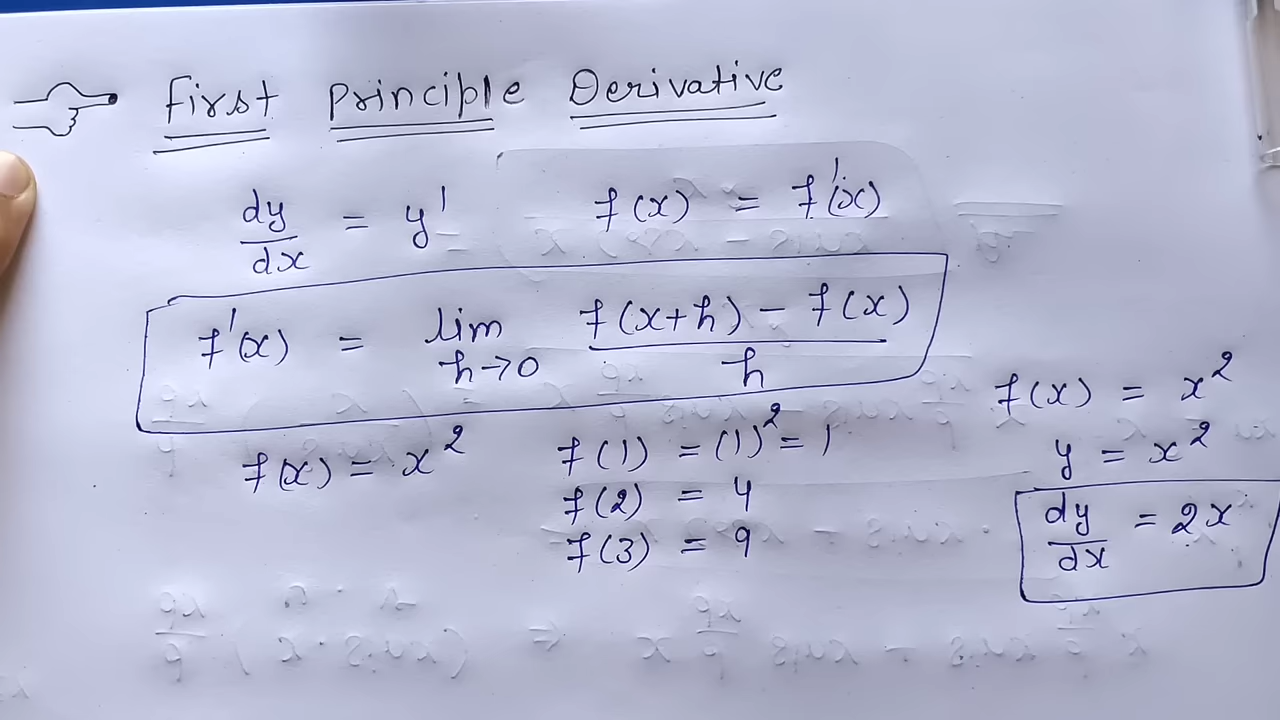 First Principle Derivative
dy/dx = y' f(x) = f'(x)
f'(x) = lim h→0 f(x+h) – f(x) / h
f(x) = x²
f(1) = (1)² = 1
f(2) = 4
f(3) = 9
f(x) = x²
y = x²
dy/dx = 2x